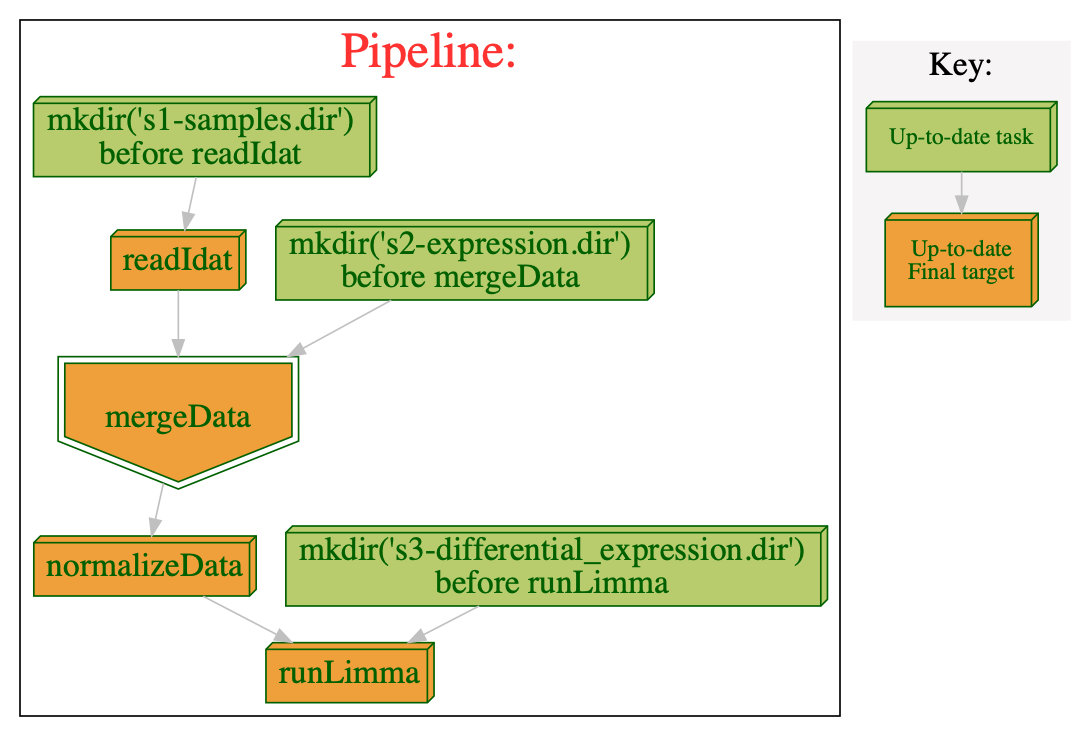 Pipeline:
mkdir('s1-samples.dir')
before readIdat
readIdat
mkdir('s2-expression.dir')
before mergeData
mergeData
normalizeData
mkdir('s3-differential_expression.dir')
before runLimma
runLimma
Key:
Up-to-date task
Up-to-date
Final target